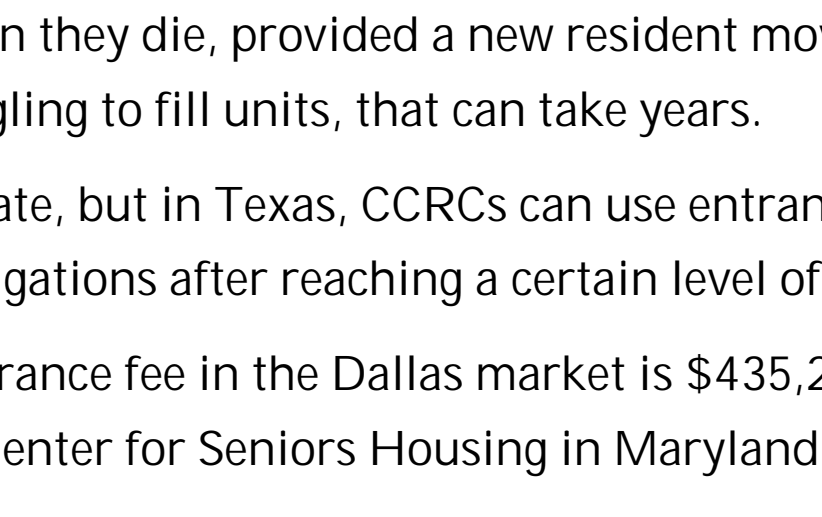 n they die, provided a new resident mov
gling to fill units, that can take years.
ate, but in Texas, CCRCs can use entran
gations after reaching a certain level of
rance fee in the Dallas market is $435,2
enter for Seniors Housing in Maryland